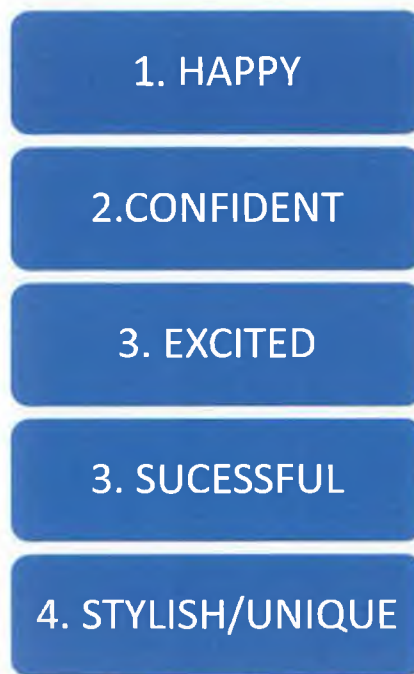 1. HAPPY
2.CONFIDENT
3. EXCITED
3. SUCESSFUL
4. STYLISH/UNIQUE